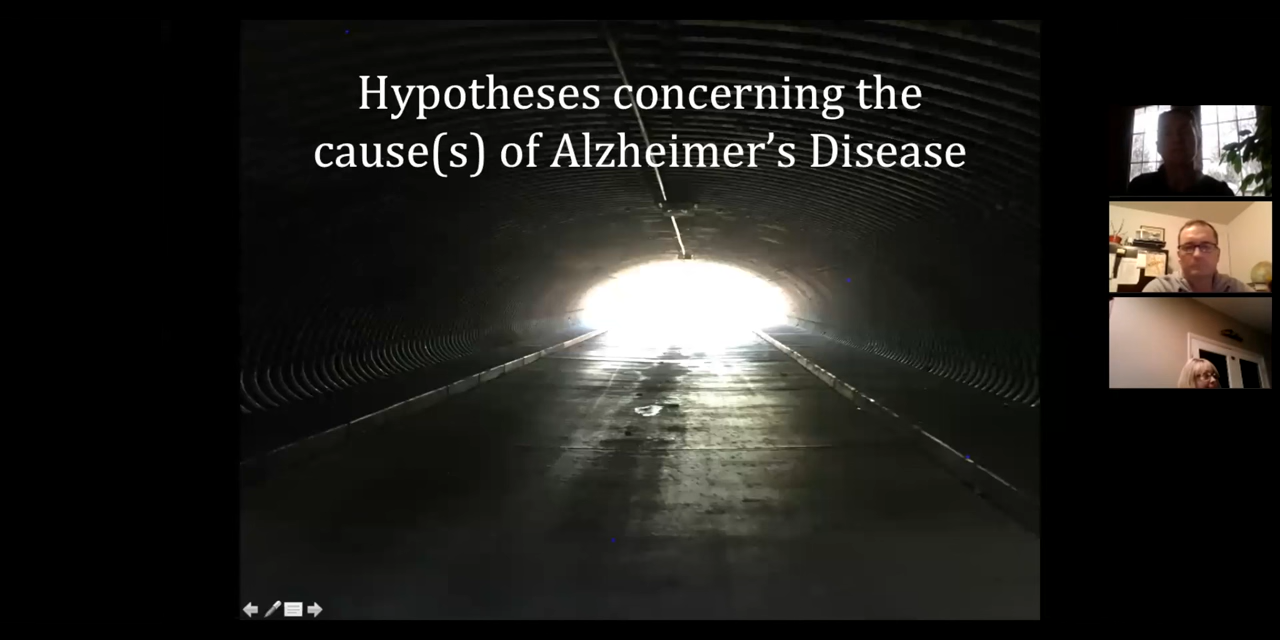 Hypotheses concerning the
cause(s) of Alzheimer’s Disease